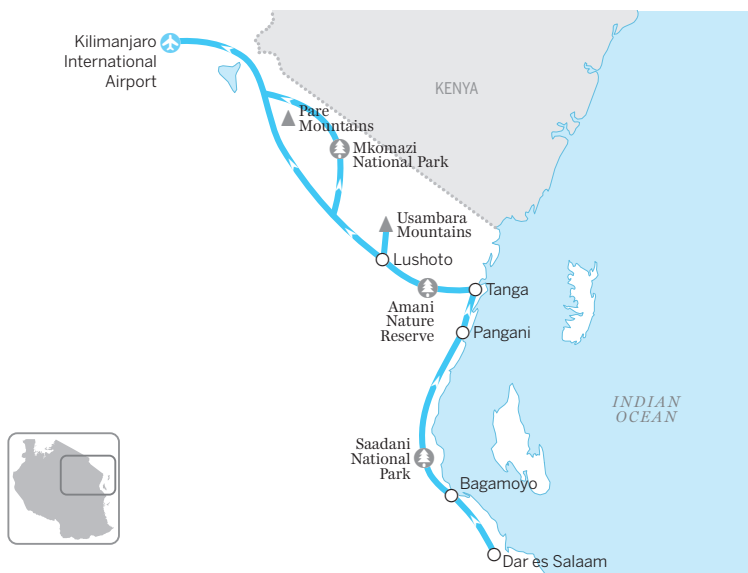 Kilimanjaro
International
Airport
KENYA
Pare
Mountains
Mkomazi
National Park
Usambara
Mountains
Lushoto
Tanga
Amani
Nature
Reserve
Pangani
INDIAN
OCEAN
Saadani
National
Park
Bagamoyo
Dar es Salaam